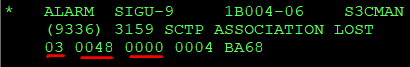 * ALARM SIGU-9 1B004-06 S3CMAN
(9336) 3159 SCTP ASSOCIATION LOST
03 0048 0000 0004 BA68